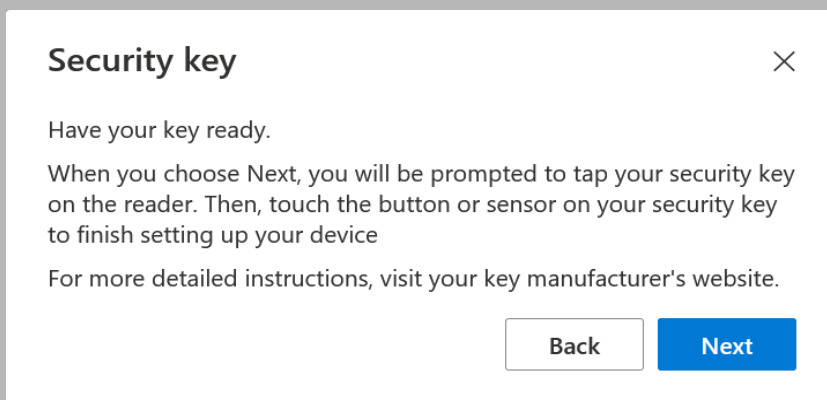 Security key
Have your key ready.
When you choose Next, you will be prompted to tap your security key
on the reader. Then, touch the button or sensor on your security key
to finish setting up your device
For more detailed instructions, visit your key manufacturer's website.
Back
Next